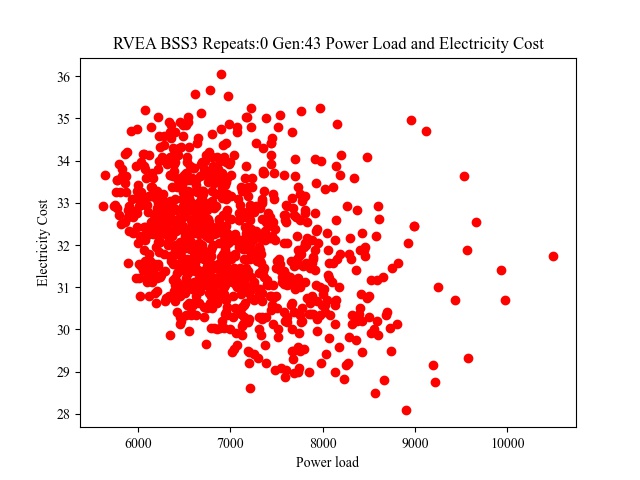 RVEA BSS3 Repeats:0 Gen:43 Power Load and Electricity Cost
36
35
34
33
32
31
30
29
28
Electricity Cost
6000 7000 8000 9000 10000
Power load